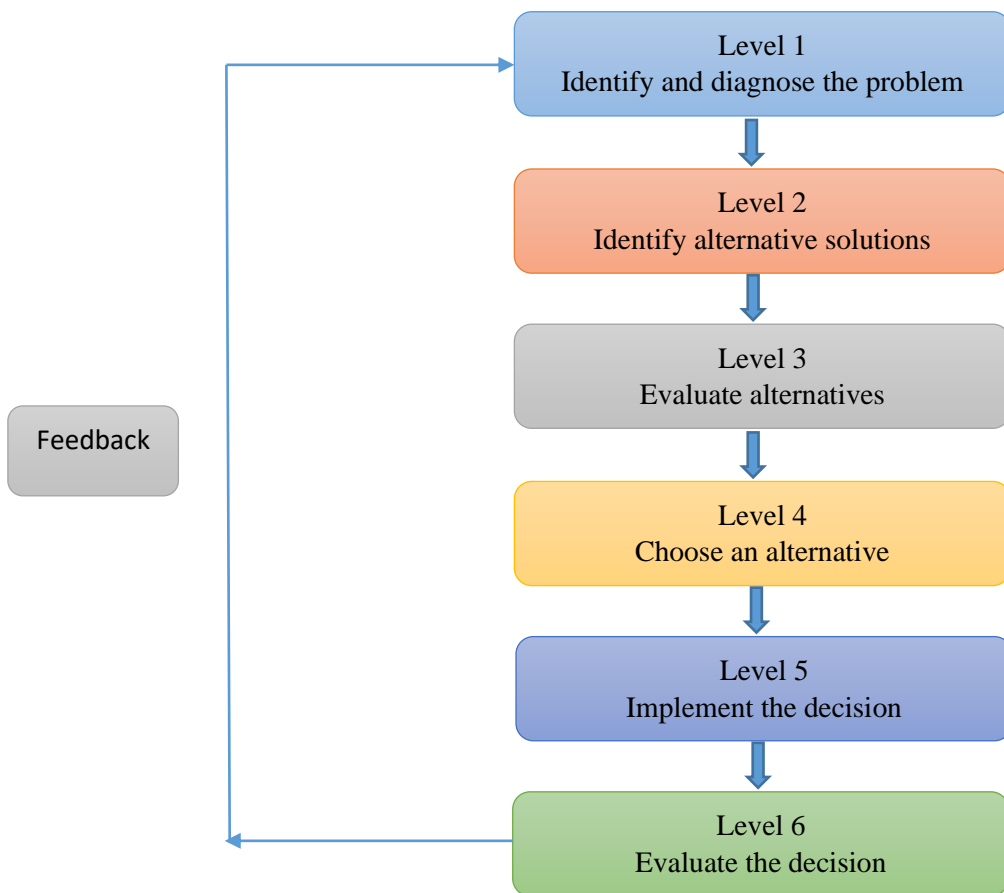 Level 1
Identify and diagnose the problem
Level 2
Identify alternative solutions
Level 3
Evaluate alternatives
Feedback
Level 4
Choose an alternative
Level 5
Implement the decision
Level 6
Evaluate the decision